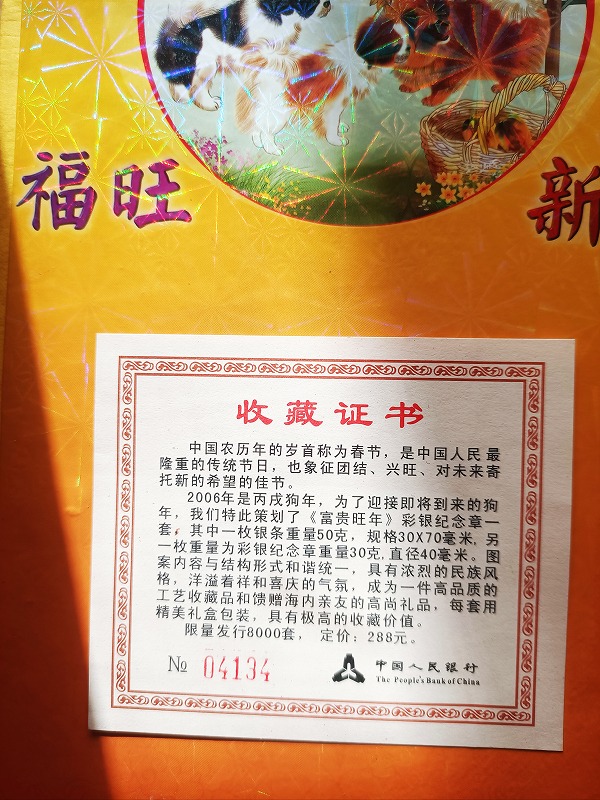 福旺
新
收藏证书
中国农历年的岁首称为春节，是中国人民最
隆重的传统节日，也象征团结、兴旺、对未来寄
托新的希望的佳节。
2006年是丙戌狗年，为了迎接即将到来的狗
年，我们特此策划了《富贵旺年》彩银纪念章一
套，其中一枚银条重量50克，规格30X70毫米，另
一枚重量为彩银纪念章重量30克，直径40毫米。图
案内容与结构形式和谐统一，具有浓烈的民族风
格，洋溢着祥和喜庆的气氛，成为一件高品质的
工艺收藏品和馈赠海内亲友的高尚礼品，每套用
精美礼盒包装，具有极高的收藏价值。
限量发行8000套，定价：288元。
№ 04134
中国人民银行
The People's Bank of China